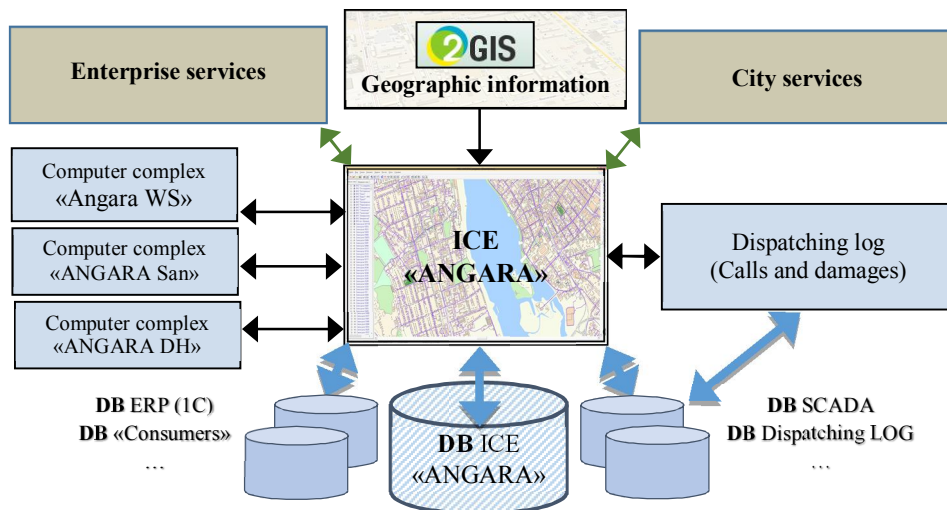 Enterprise services
2GIS
Geographic information
City services
Computer complex
«Angara WS»
Computer complex
«ANGARA San»
Computer complex
«ANGARA DH»
ICE
«ANGARA»
Dispatching log
(Calls and damages)
DB ERP (1C)
DB «Consumers»
…
DB ICE
«ANGARA»
DB SCADA
DB Dispatching LOG
…